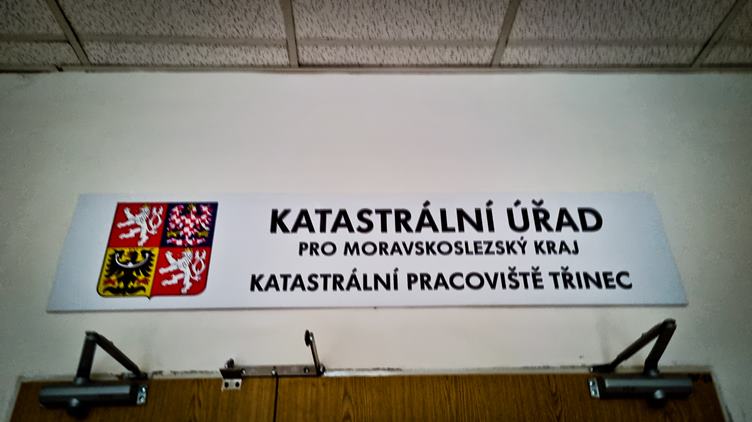 KATASTRÁLNÍ ÚŘAD
PRO MORAVSKOSLEZSKÝ KRAJ
KATASTRÁLNÍ PRACOVIŠTĚ TŘINEC